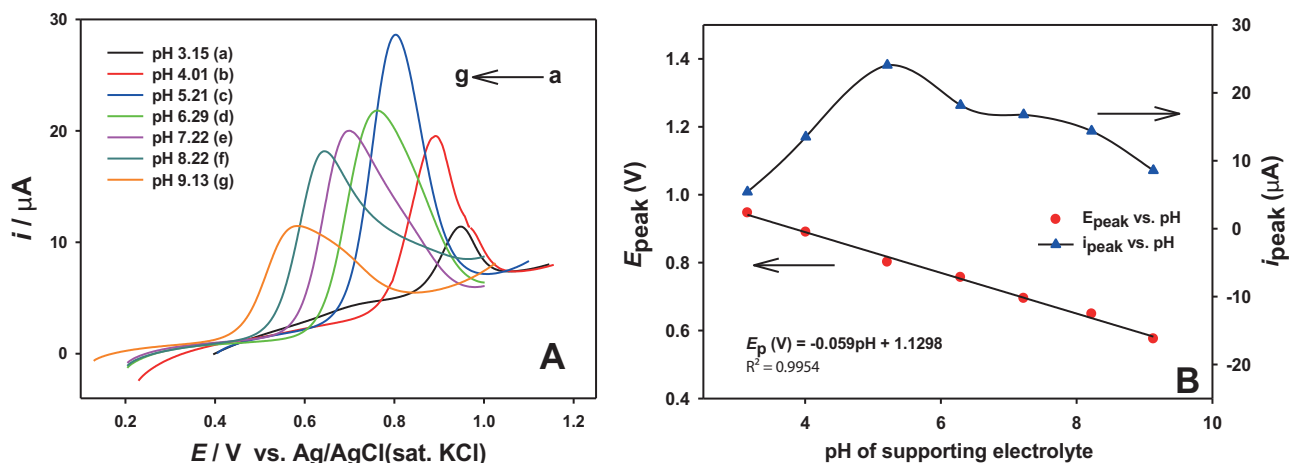 30
pH 3.15 (a)
pH 4.01 (b)
pH 5.21 (c)
pH 6.29 (d)
pH 7.22 (e)
pH 8.22 (f)
pH 9.13 (g)
g
a
20
10
0
i / μA
A
0.2
0.4
0.6
0.8
1.0
1.2
E / V vs. Ag/AgCl(sat. KCl)
1.4
1.2
1.0
0.8
0.6
0.4
Epeak (V)
30
20
10
0
-10
-20
ipeak (μA)
Epeak vs. pH
ipeak vs. pH
Ep (V) = -0.059pH + 1.1298
R² = 0.9954
B
4
6
8
10
pH of supporting electrolyte